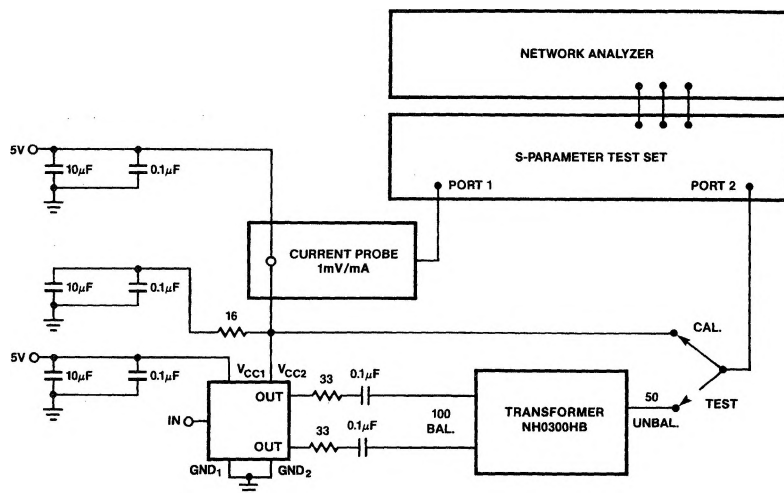 NETWORK ANALYZER
S-PARAMETER TEST SET
PORT 1
PORT 2
5V
10µF
0.1µF
CURRENT PROBE
1mV/mA
10µF
0.1µF
16
CAL.
5V
10µF
0.1µF
VCC1
VCC2
OUT
33
0.1µF
IN
100
BAL.
TRANSFORMER
NH0300HB
50
UNBAL.
TEST
OUT
33
0.1µF
GND1
GND2